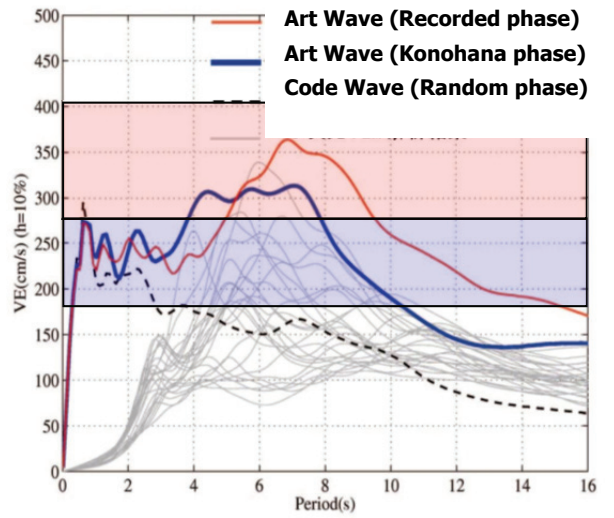 Art Wave (Recorded phase)
Art Wave (Konohana phase)
Code Wave (Random phase)
500
450
400
350
300
250
200
150
100
50
0
VE(cm/s) (h=10%)
0 2 4 6 8 10 12 14 16
Period(s)